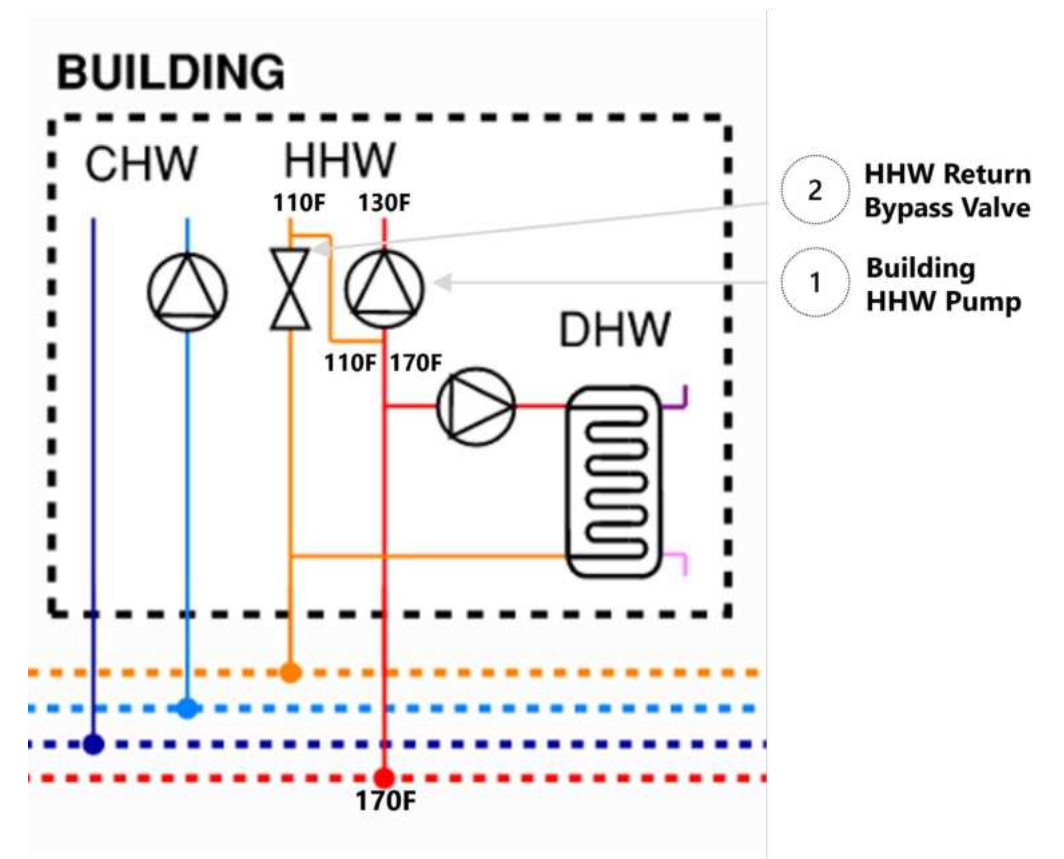 BUILDING
CHW
HHW
110F
130F
2
HHW Return
Bypass Valve
1
Building
HHW Pump
DHW
110F
170F
170F